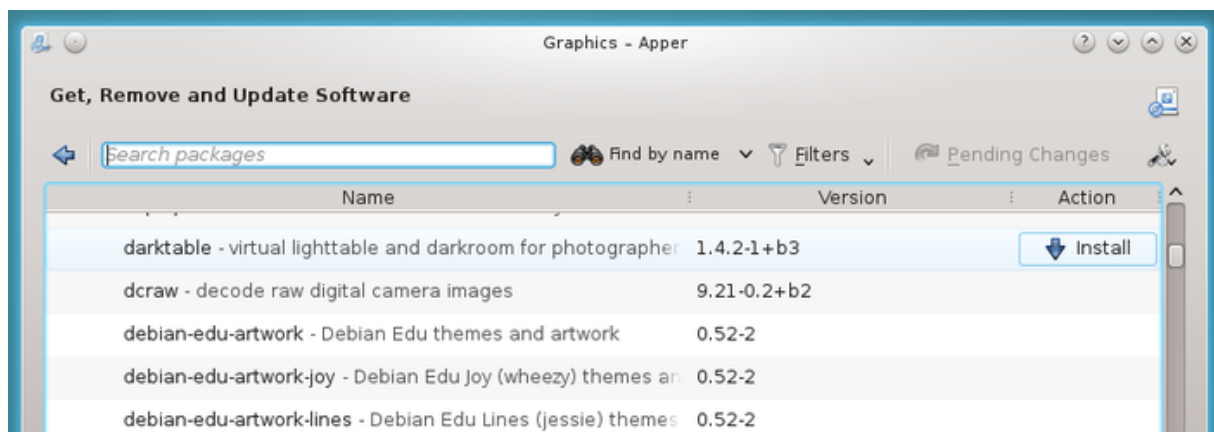 Graphics – Apper
Get, Remove and Update Software
Search packages Find by name Filters Pending Changes
Name Version Action
darktable - virtual lighttable and darkroom for photographer 1.4.2-1+b3 Install
dcraw - decode raw digital camera images 9.21-0.2+b2
debian-edu-artwork - Debian Edu themes and artwork 0.52-2
debian-edu-artwork-joy - Debian Edu Joy (wheezy) themes an 0.52-2
debian-edu-artwork-lines - Debian Edu Lines (jessie) themes 0.52-2